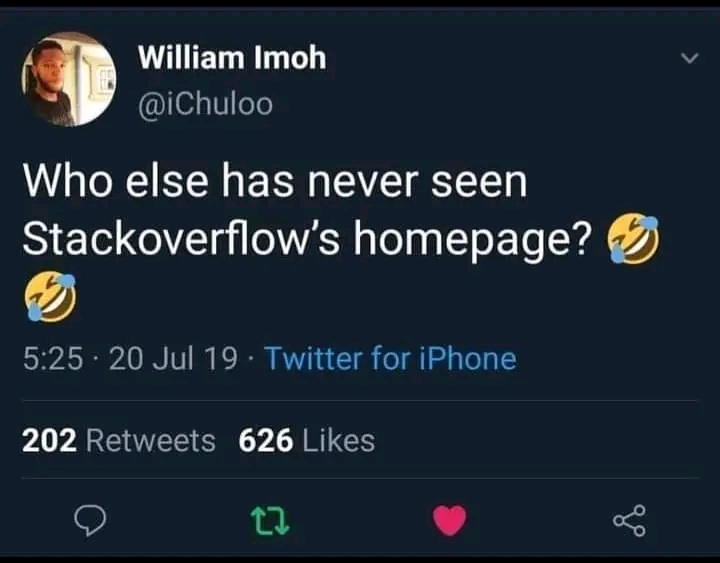 William Imoh
@iChuloo
Who else has never seen
Stackoverflow's homepage? 🤣
🤣
5:25 · 20 Jul 19 · Twitter for iPhone
202 Retweets 626 Likes